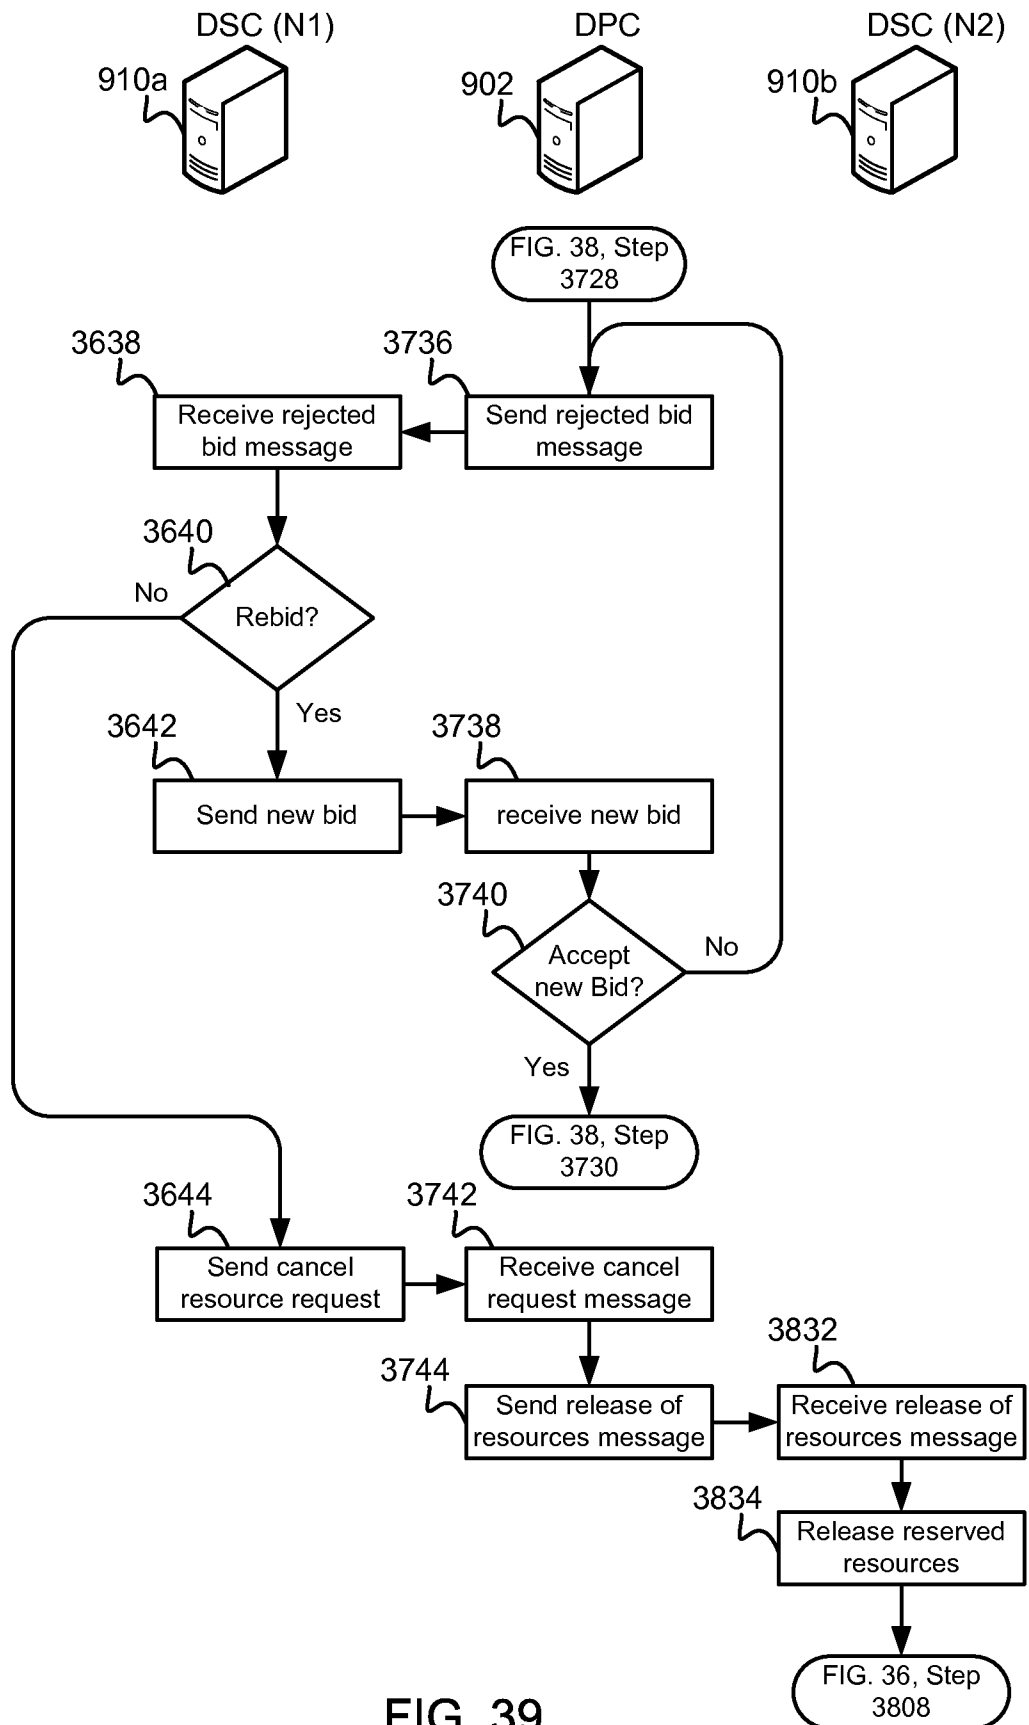 DSC (N1)
DPC
DSC (N2)
910a
902
910b
FIG. 38, Step
3728
3638
3736
Receive rejected
bid message
Send rejected bid
message
3640
No
Rebid?
Yes
3642
3738
Send new bid
receive new bid
3740
No
Accept
new Bid?
Yes
FIG. 38, Step
3730
3644
3742
Send cancel
resource request
Receive cancel
request message
3832
3744
Send release of
resources message
Receive release of
resources message
3834
Release reserved
resources
FIG. 36, Step
3808
FIG. 39